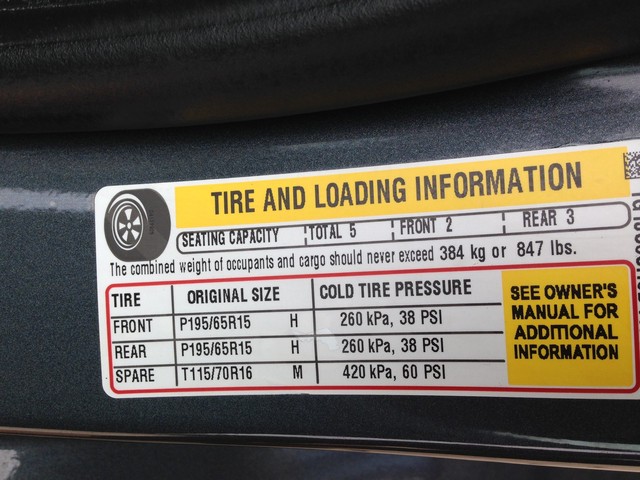 TIRE AND LOADING INFORMATION
SEATING CAPACITY TOTAL 5 FRONT 2 REAR 3
The combined weight of occupants and cargo should never exceed 384 kg or 847 lbs.
TIRE ORIGINAL SIZE COLD TIRE PRESSURE
FRONT P195/65R15 H 260 kPa, 38 PSI
REAR P195/65R15 H 260 kPa, 38 PSI
SPARE T115/70R16 M 420 kPa, 60 PSI
SEE OWNER'S
MANUAL FOR
ADDITIONAL
INFORMATION